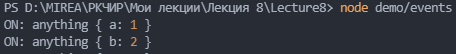 PS D:\MIREA\РКЧИР\Мои лекции\Лекция 8\Lecture8> node demo/events
ON: anything { a: 1 }
ON: anything { b: 2 }